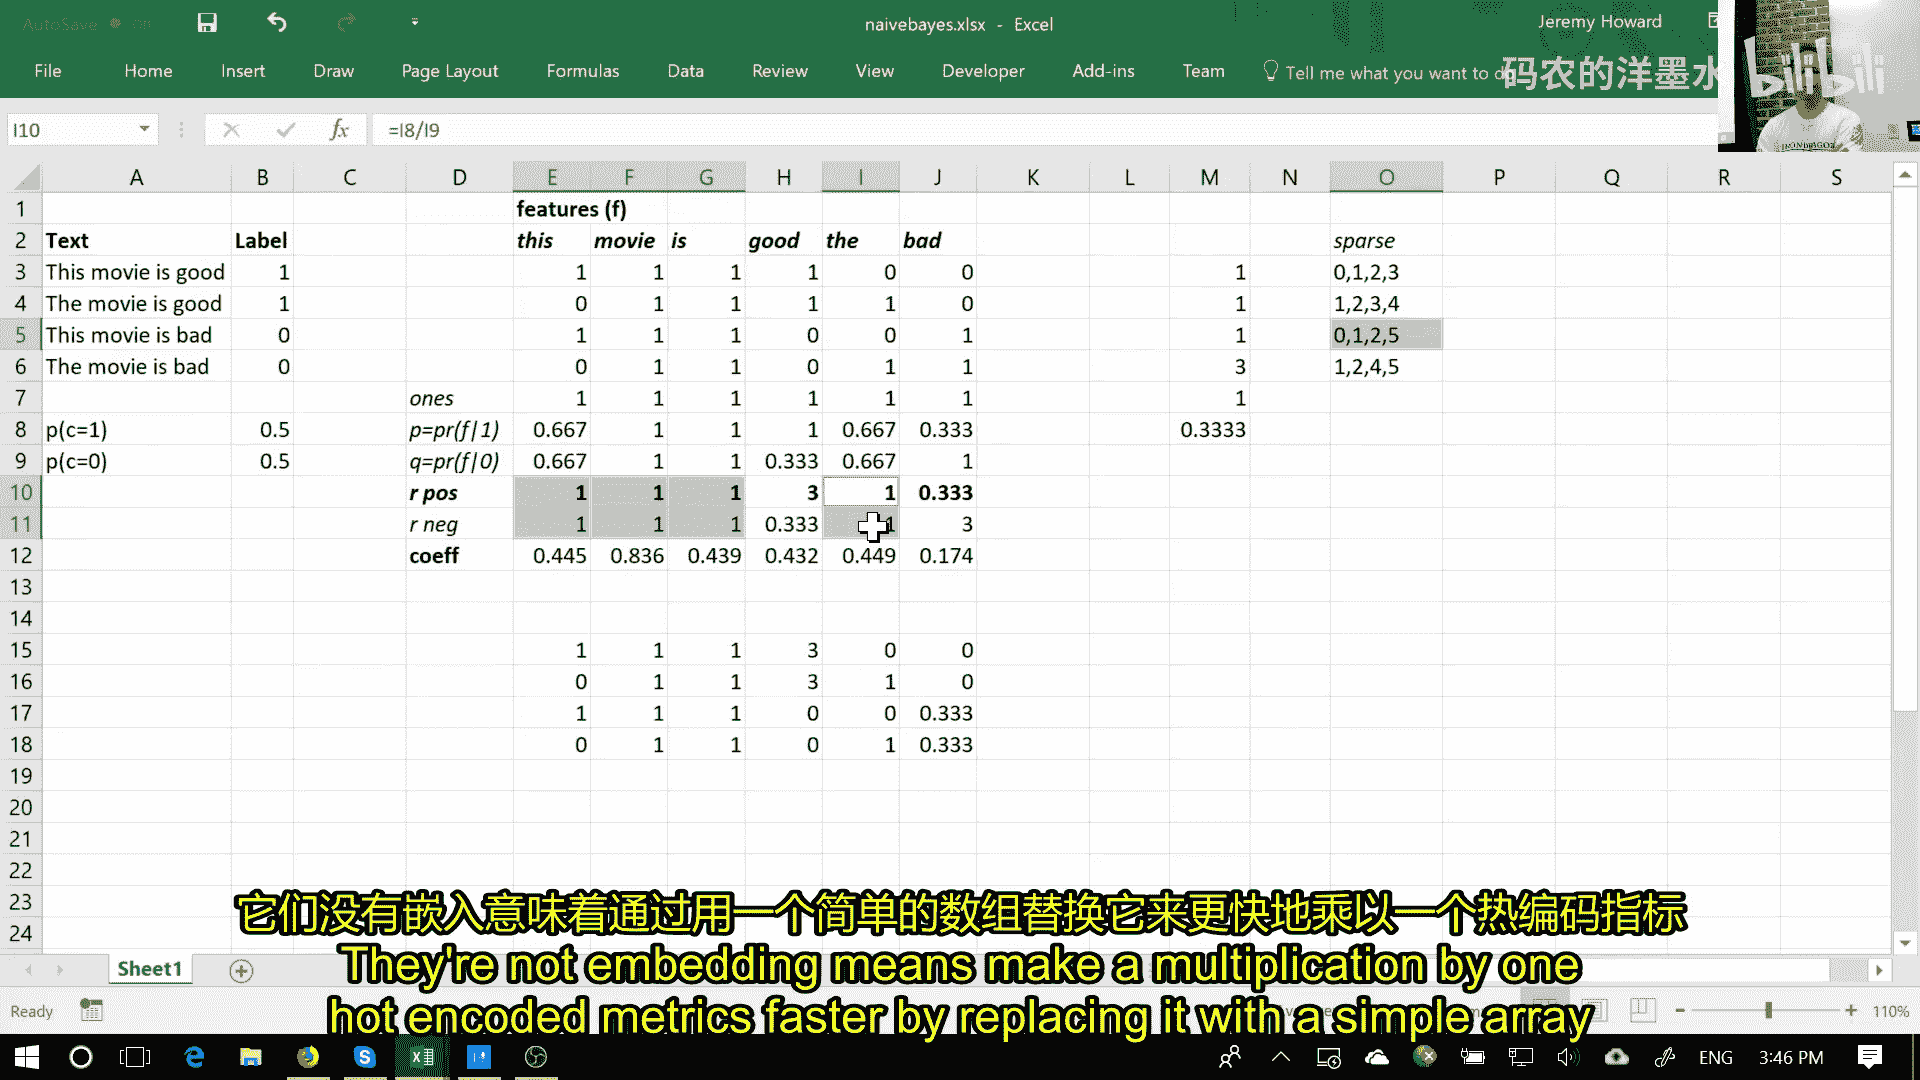 AutoSave Off
naivebayes.xlsx - Excel
Jeremy Howard
File Home Insert Draw Page Layout Formulas Data Review View Developer Add-ins Team Tell me what you want to do
码农的洋墨水
bilibili
I10 fx =I8/I9
A B C D E F G H I J K L M N O P Q R S
1 features (f)
2 Text Label this movie is good the bad sparse
3 This movie is good 1 1 1 1 1 0 0 1 0,1,2,3
4 The movie is good 1 0 1 1 1 1 0 1 1,2,3,4
5 This movie is bad 0 1 1 1 0 0 1 1 0,1,2,5
6 The movie is bad 0 0 1 1 0 1 1 3 1,2,4,5
7 ones 1 1 1 1 1 1 1
8 p(c=1) 0.5 p=pr(f|1) 0.667 1 1 1 0.667 0.333 0.3333
9 p(c=0) 0.5 q=pr(f|0) 0.667 1 1 0.333 0.667 1
10 r pos 1 1 1 3 1 0.333
11 r neg 1 1 1 0.333 1 3
12 coeff 0.445 0.836 0.439 0.432 0.449 0.174
13
14
15 1 1 1 3 0 0
16 0 1 1 3 1 0
17 1 1 1 0 0 0.333
18 0 1 1 0 1 0.333
19
20
21
22
23
24
它们没有嵌入意味着通过用一个简单的数组替换它来更快地乘以一个热编码指标
They're not embedding means make a multiplication by one
hot encoded metrics faster by replacing it with a simple array
Sheet1
Ready
110%
ENG 3:46 PM